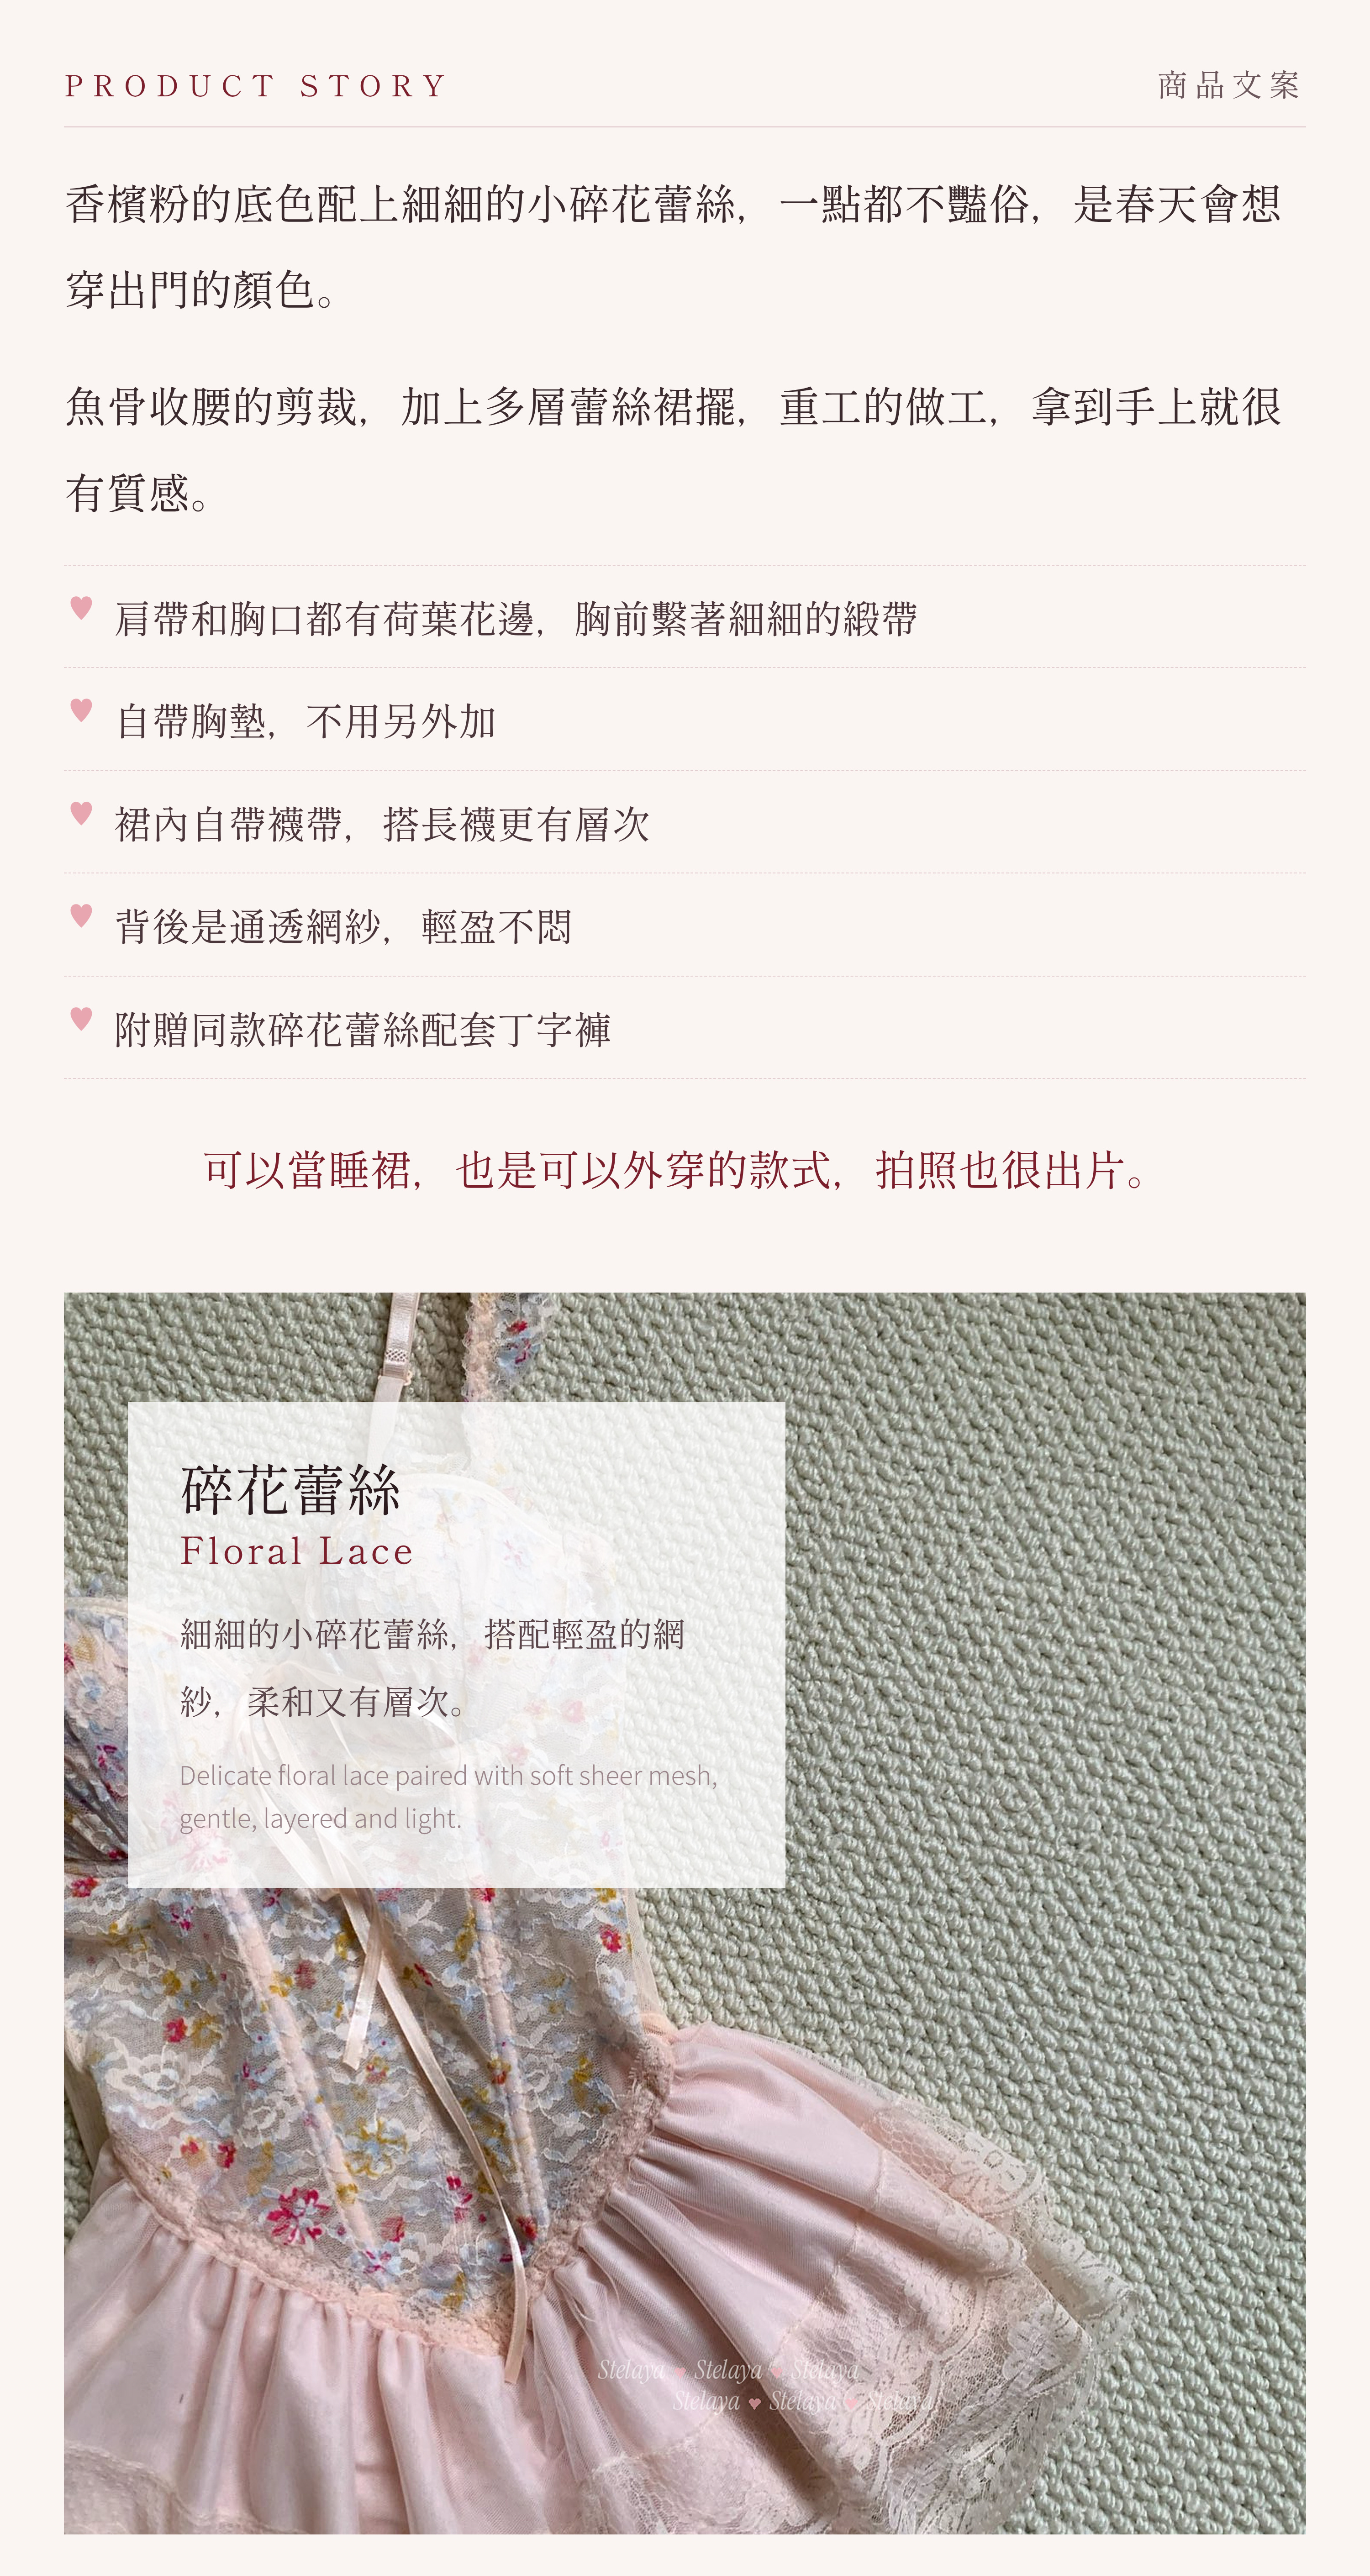 PRODUCT STORY
商品文案
香檳粉的底色配上細細的小碎花蕾絲，一點都不豔俗，是春天會想
穿出門的顏色。
魚骨收腰的剪裁，加上多層蕾絲裙擺，重工的做工，拿到手上就很
有質感。
肩帶和胸口都有荷葉花邊，胸前繫著細細的緞帶
自帶胸墊，不用另外加
裙內自帶襪帶，搭長襪更有層次
背後是通透網紗，輕盈不悶
附贈同款碎花蕾絲配套丁字褲
可以當睡裙，也是可以外穿的款式，拍照也很出片。
碎花蕾絲
Floral Lace
細細的小碎花蕾絲，搭配輕盈的網
紗，柔和又有層次。
Delicate floral lace paired with soft sheer mesh,
gentle, layered and light.
Stelaya ♥ Stelaya ♥ Stelaya
Stelaya ♥ Stelaya ♥ Stelaya